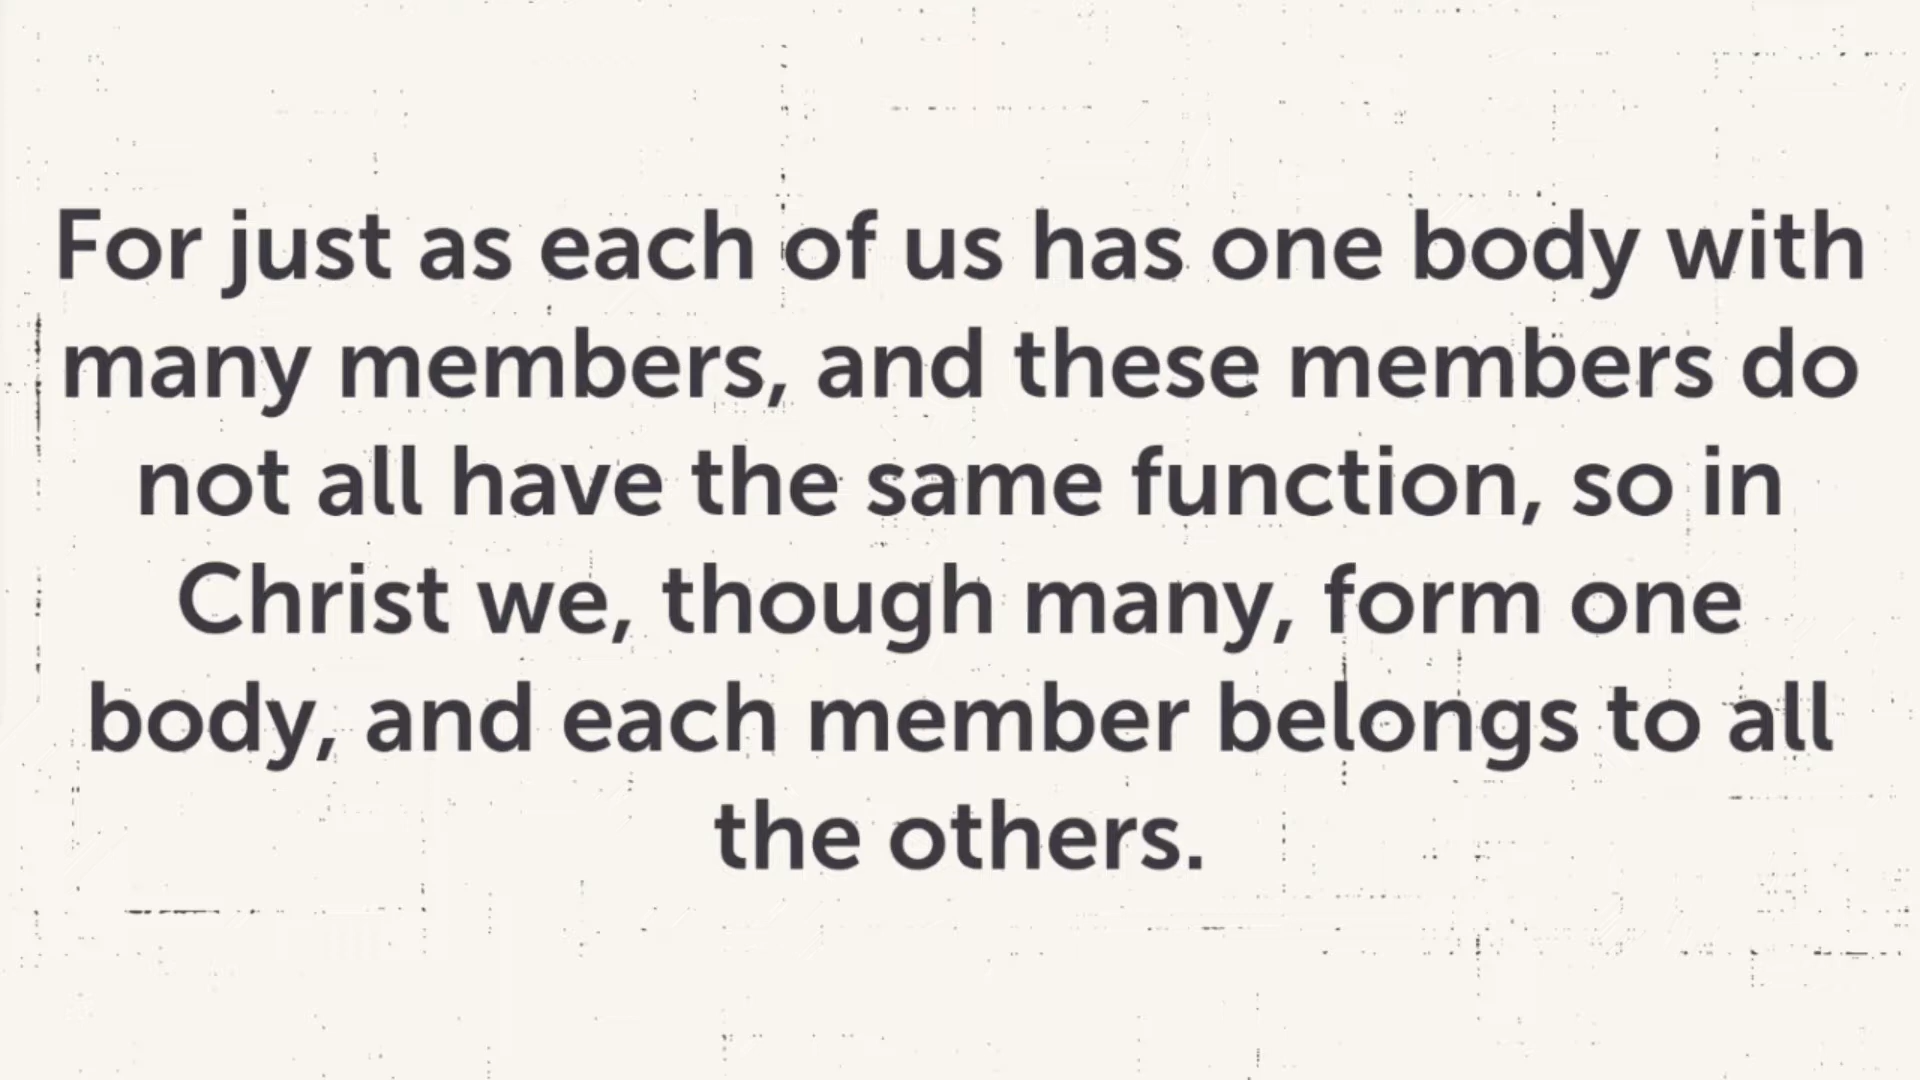 For just as each of us has one body with
many members, and these members do
not all have the same function, so in
Christ we, though many, form one
body, and each member belongs to all
the others.